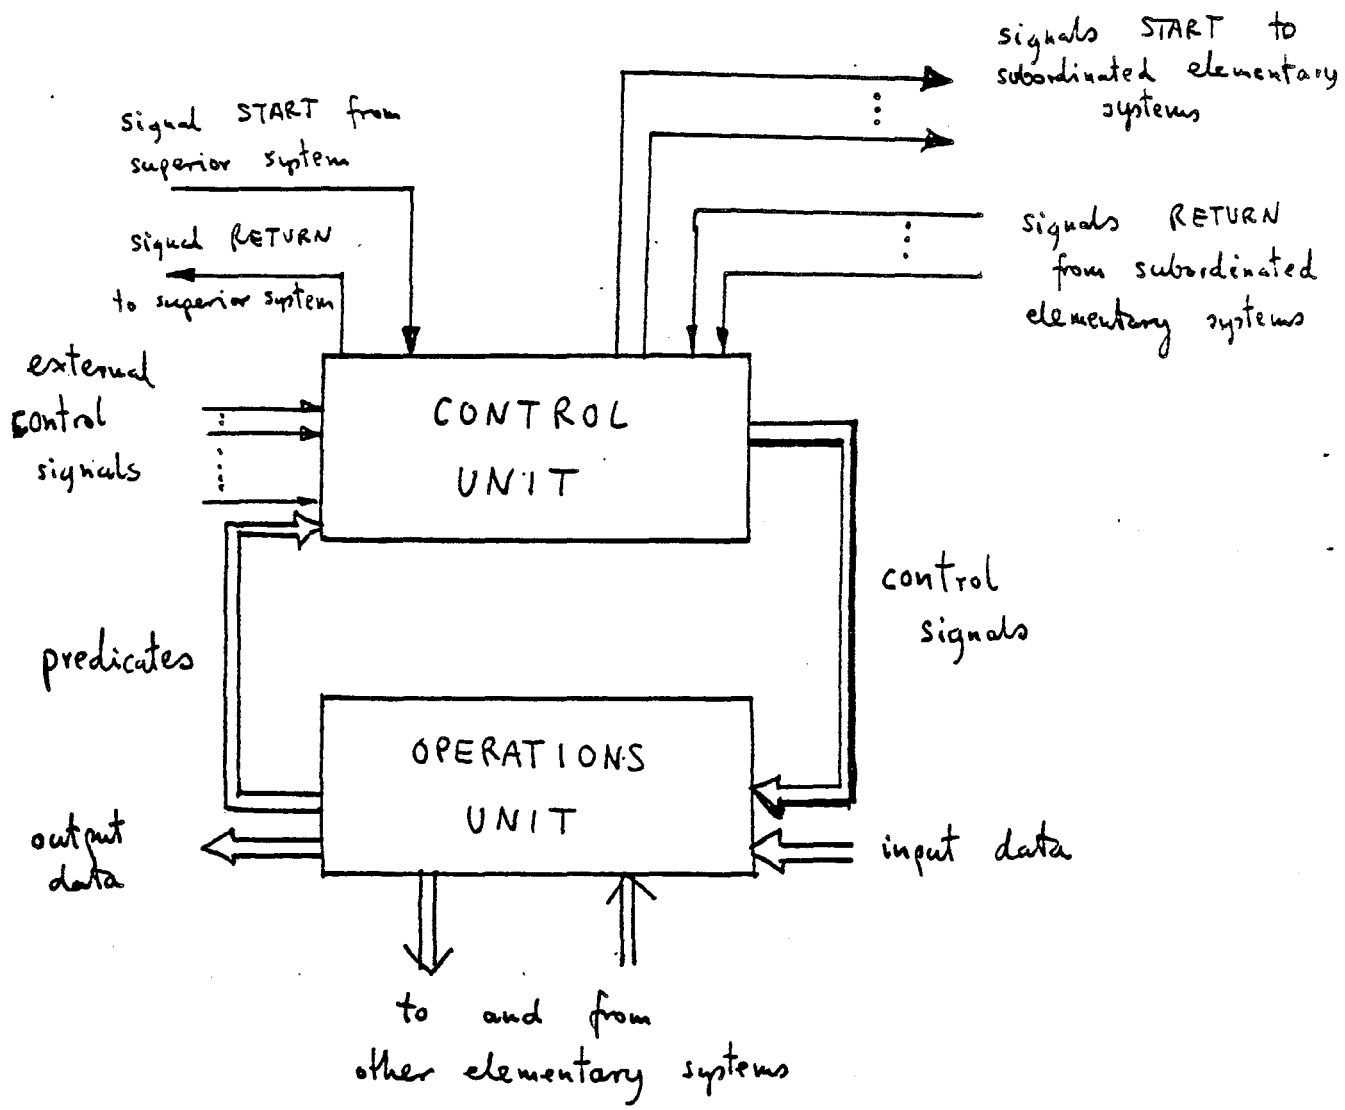 signals START to
subordinated elementary
systems
signal START from
superior system
signal RETURN
to superior system
signals RETURN
from subordinated
elementary systems
external
control
signals
CONTROL
UNIT
control
signals
predicates
OPERATIONS
UNIT
output
data
input data
to and from
other elementary systems